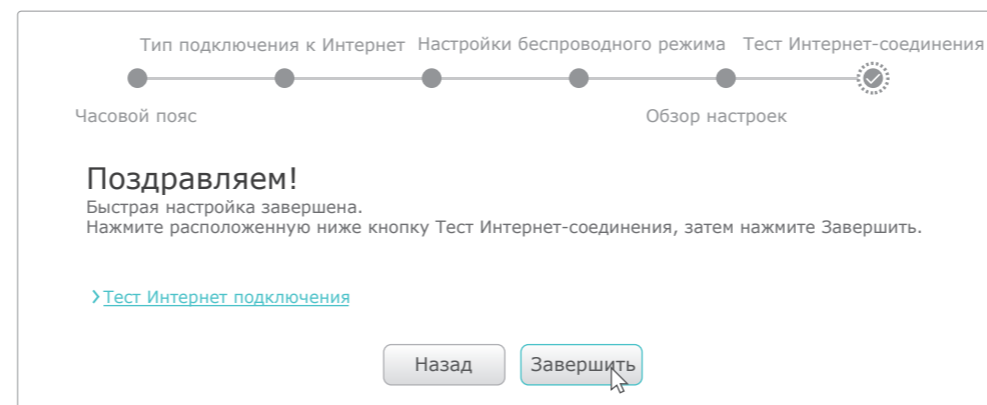 Тип подключения к Интернет Настройки беспроводного режима Тест Интернет-соединения
Часовой пояс Обзор настроек
Поздравляем!
Быстрая настройка завершена.
Нажмите расположенную ниже кнопку Тест Интернет-соединения, затем нажмите Завершить.
Тест Интернет подключения
Назад Завершить